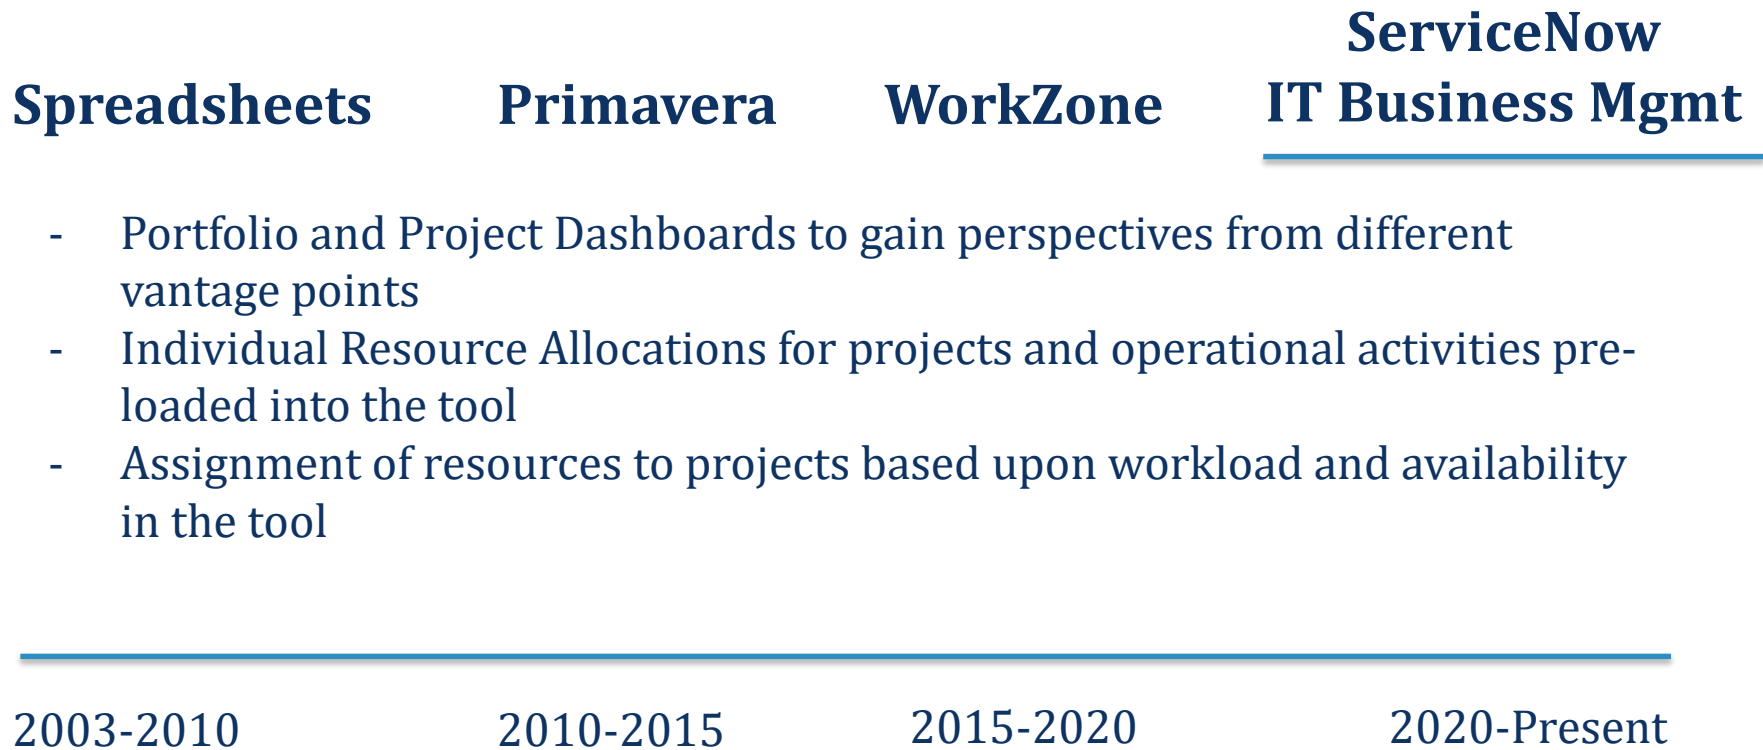 Spreadsheets
Primavera
WorkZone
ServiceNow
IT Business Mgmt
- Portfolio and Project Dashboards to gain perspectives from different
vantage points
- Individual Resource Allocations for projects and operational activities pre-
loaded into the tool
- Assignment of resources to projects based upon workload and availability
in the tool
2003-2010
2010-2015
2015-2020
2020-Present